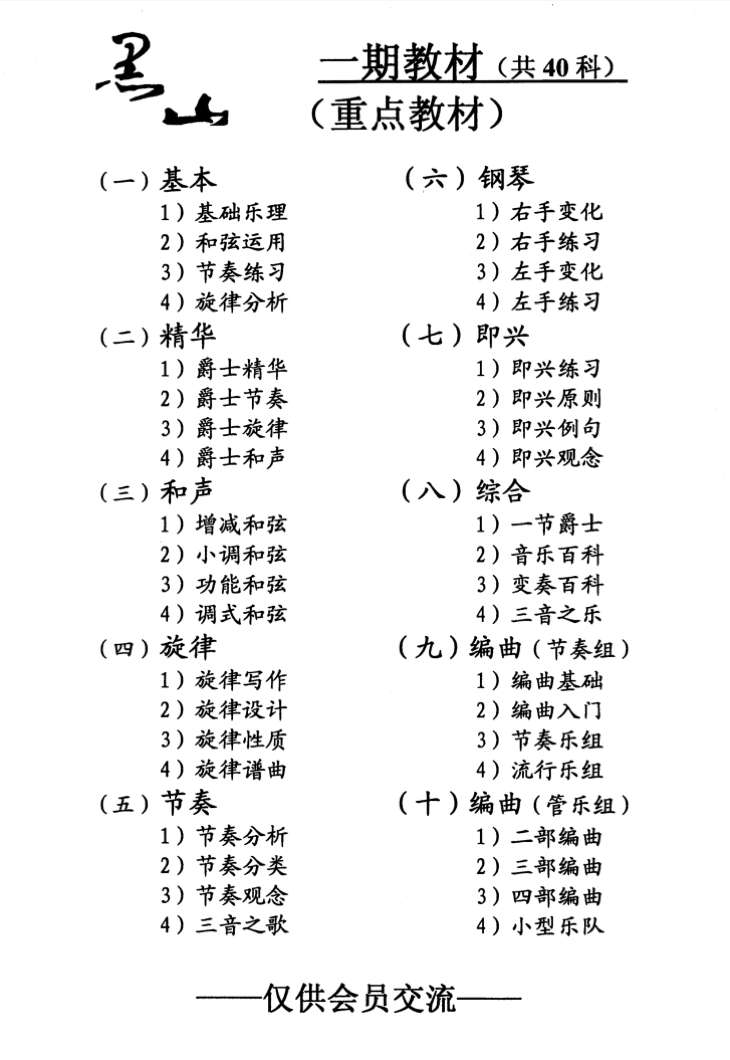 黑山
一期教材（共 40 科）
（重点教材）
（一）基本
1）基础乐理
2）和弦运用
3）节奏练习
4）旋律分析
（二）精华
1）爵士精华
2）爵士节奏
3）爵士旋律
4）爵士和声
（三）和声
1）增减和弦
2）小调和弦
3）功能和弦
4）调式和弦
（四）旋律
1）旋律写作
2）旋律设计
3）旋律性质
4）旋律谱曲
（五）节奏
1）节奏分析
2）节奏分类
3）节奏观念
4）三音之歌
（六）钢琴
1）右手变化
2）右手练习
3）左手变化
4）左手练习
（七）即兴
1）即兴练习
2）即兴原则
3）即兴例句
4）即兴观念
（八）综合
1）一节爵士
2）音乐百科
3）变奏百科
4）三音之乐
（九）编曲（节奏组）
1）编曲基础
2）编曲入门
3）节奏乐组
4）流行乐组
（十）编曲（管乐组）
1）二部编曲
2）三部编曲
3）四部编曲
4）小型乐队
——仅供会员交流——